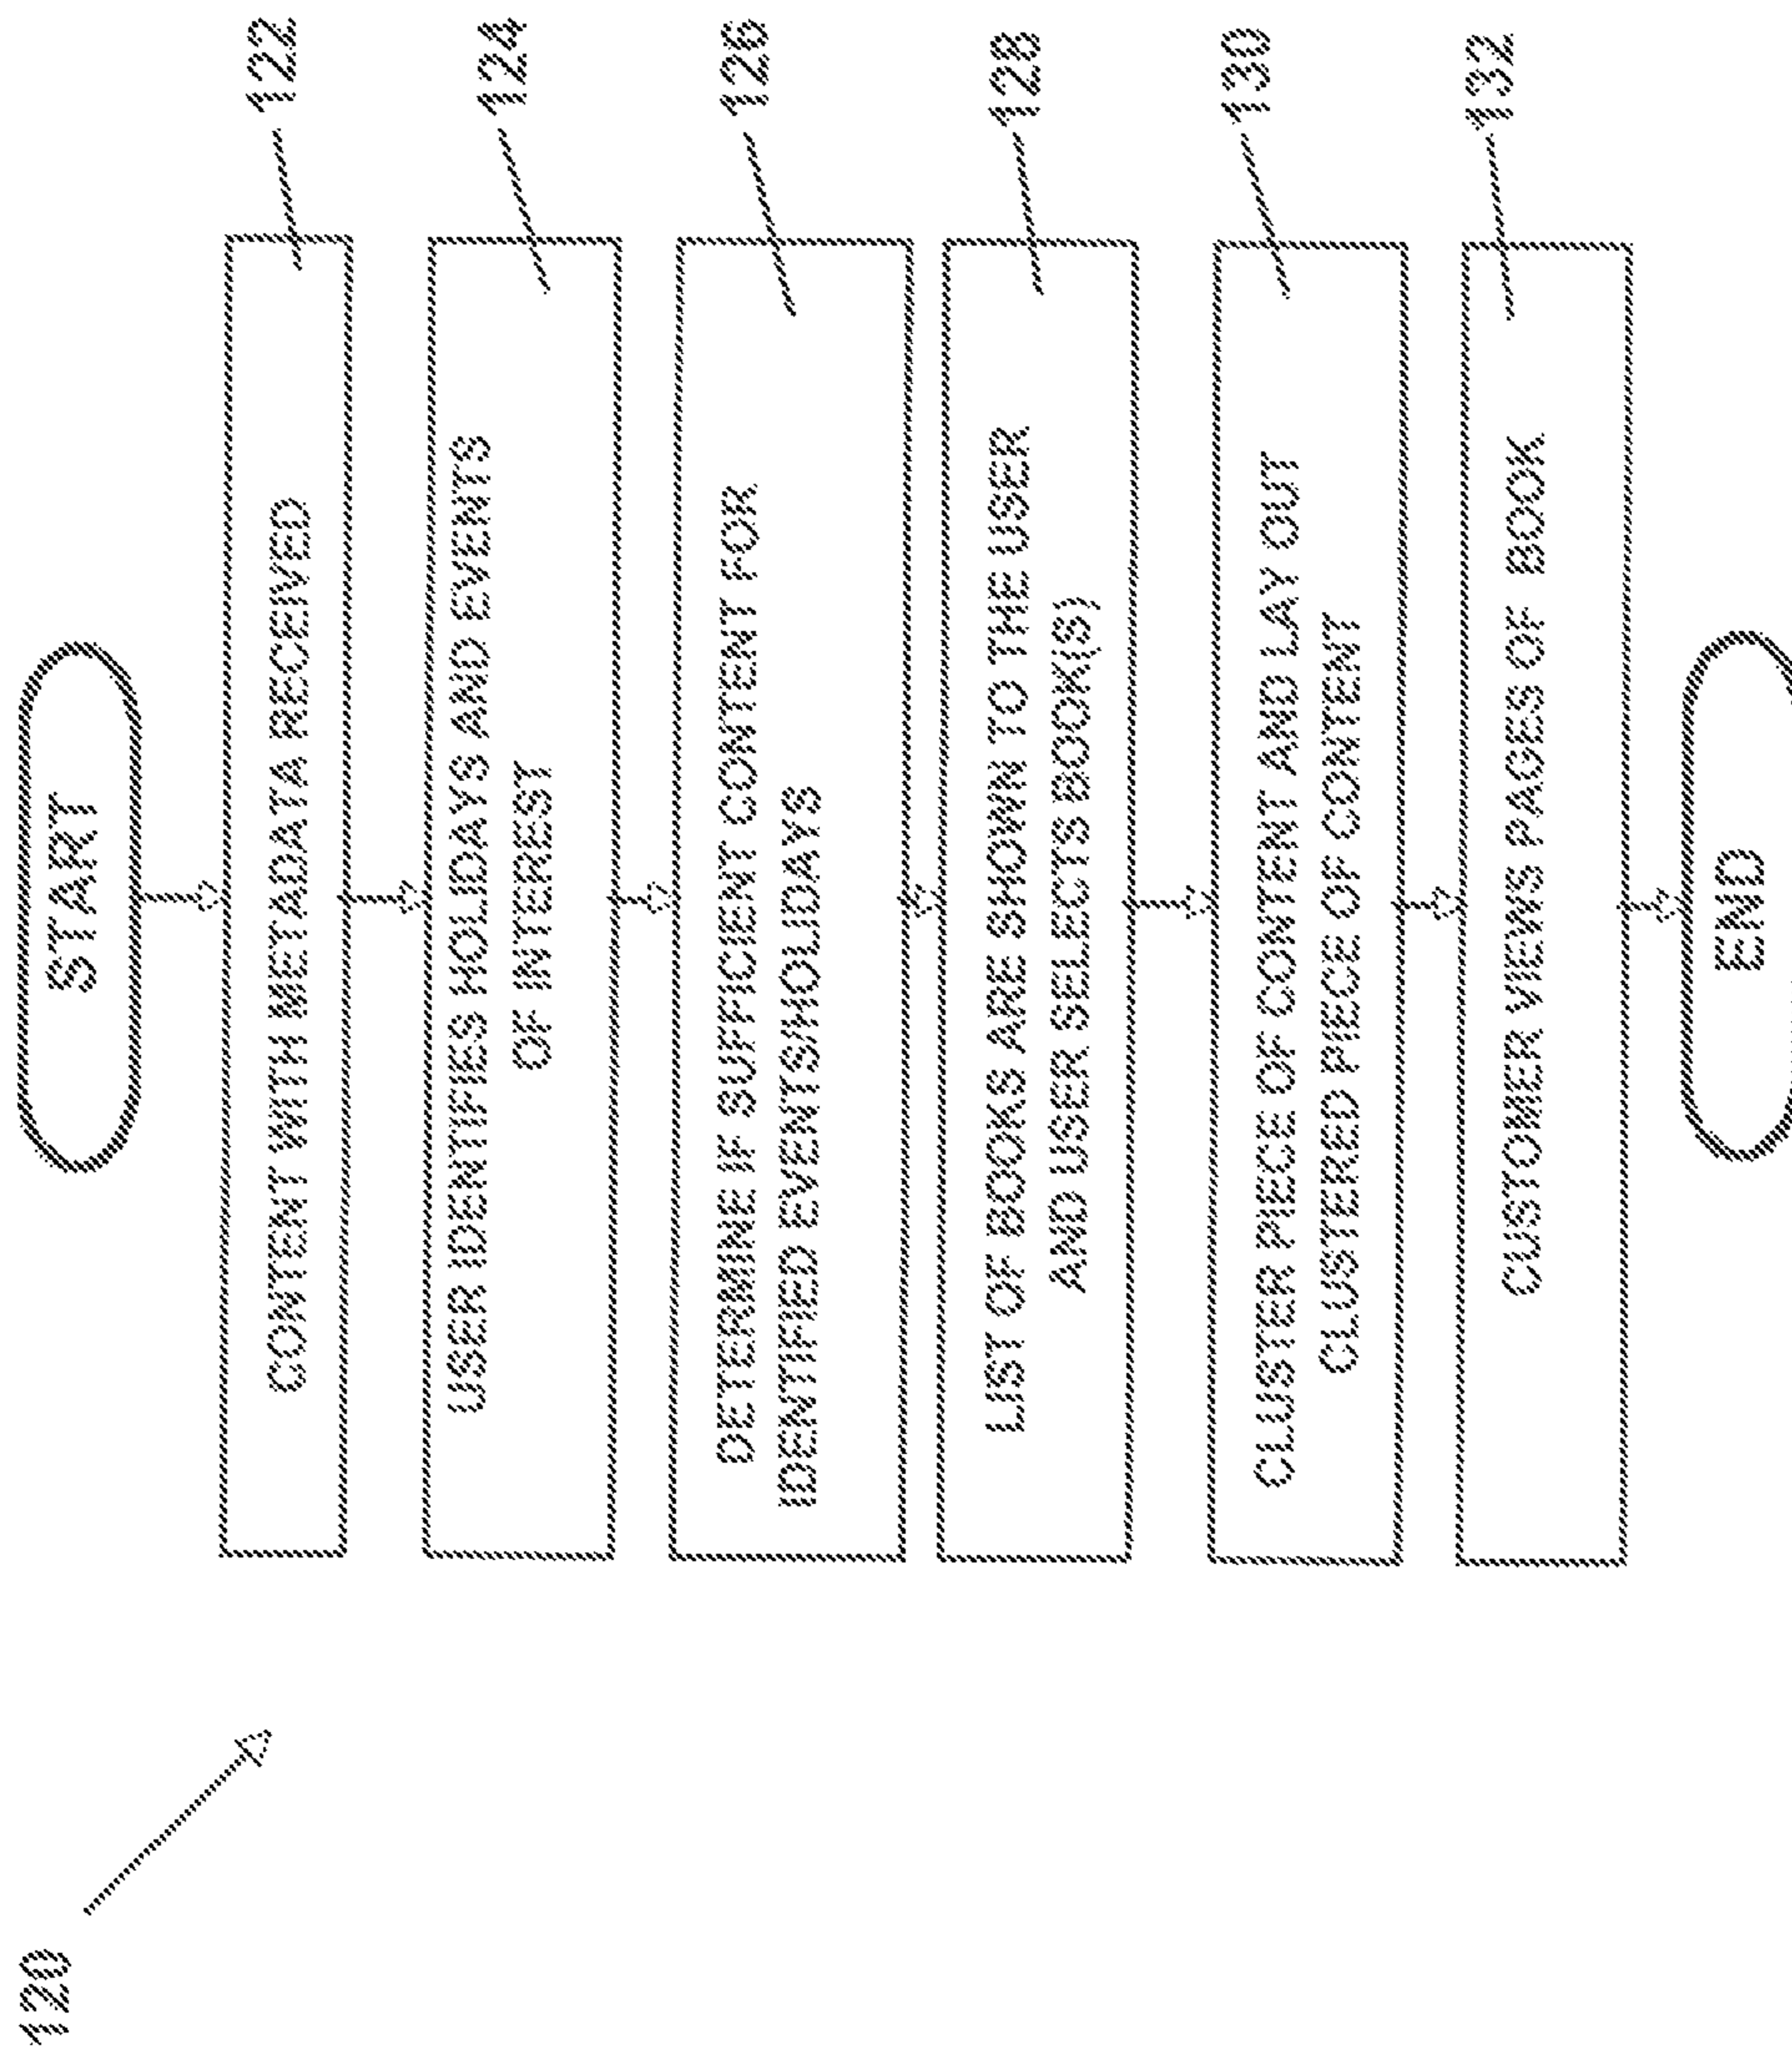 120
START
CONTENT WITH METADATA RECEIVED
122
USER IDENTIFIES HOLIDAYS AND EVENTS
OF INTEREST
124
DETERMINE IF SUFFICIENT CONTENT FOR
IDENTIFIED EVENTS/HOLIDAYS
126
LIST OF BOOKS ARE SHOWN TO THE USER
AND USER SELECTS BOOK(S)
128
CLUSTER PIECE OF CONTENT AND LAY OUT
CLUSTERED PIECE OF CONTENT
130
CUSTOMER VIEWS PAGES OF BOOK
132
END